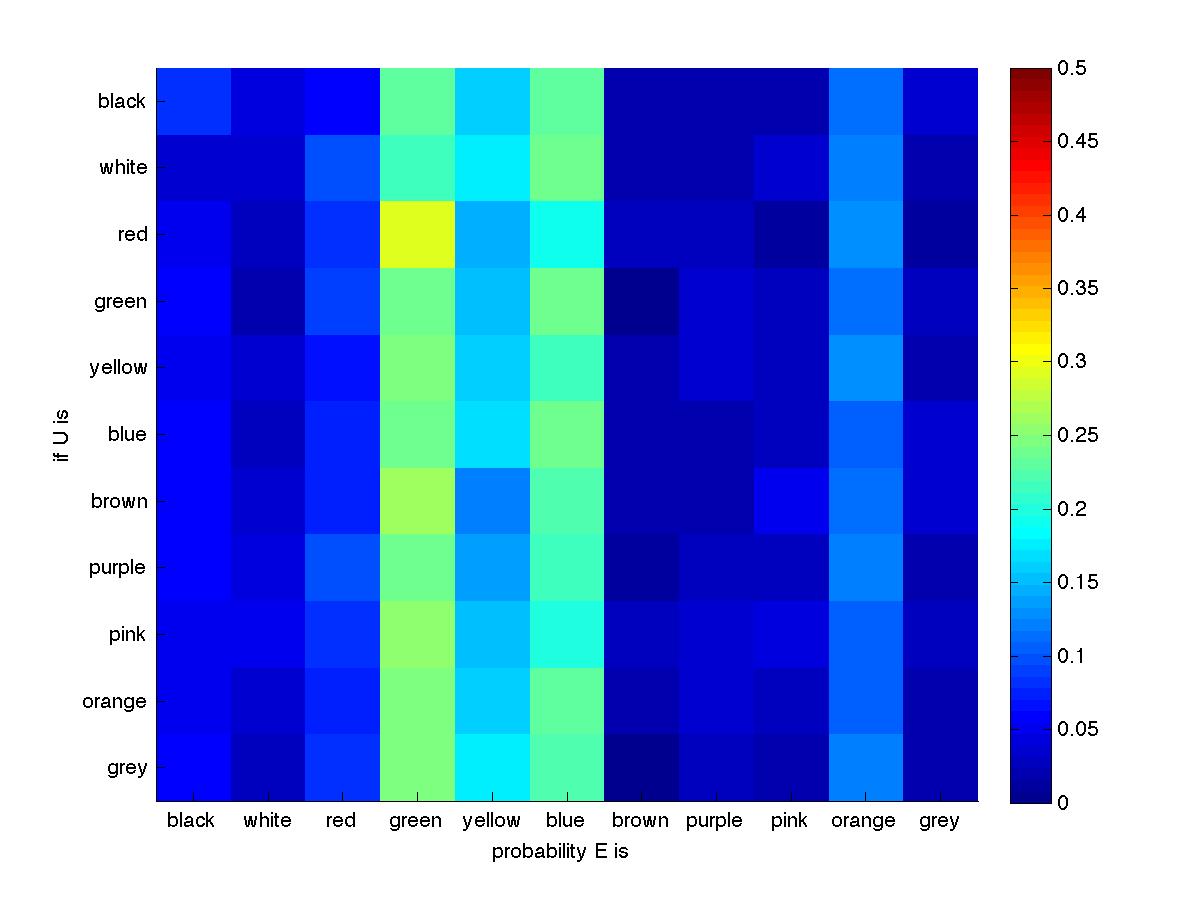 black
white
red
green
yellow
blue
brown
purple
pink
orange
grey
if U is
black white red green yellow blue brown purple pink orange grey
probability E is
0.5
0.45
0.4
0.35
0.3
0.25
0.2
0.15
0.1
0.05
0